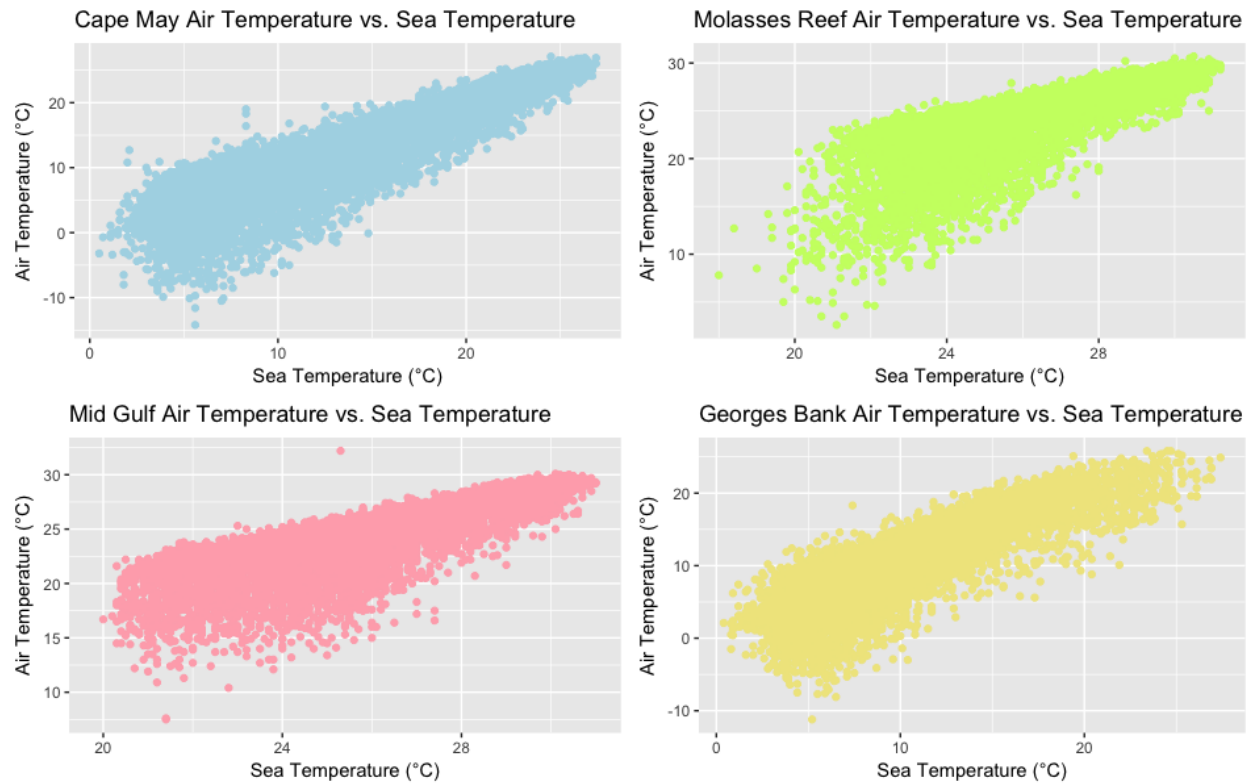 Cape May Air Temperature vs. Sea Temperature
Air Temperature (°C)
20
10
0
-10
0
10
20
Sea Temperature (°C)
Molasses Reef Air Temperature vs. Sea Temperature
Air Temperature (°C)
30
20
10
20
24
28
Sea Temperature (°C)
Mid Gulf Air Temperature vs. Sea Temperature
Air Temperature (°C)
30
25
20
15
10
20
24
28
Sea Temperature (°C)
Georges Bank Air Temperature vs. Sea Temperature
Air Temperature (°C)
20
10
0
-10
0
10
20
Sea Temperature (°C)